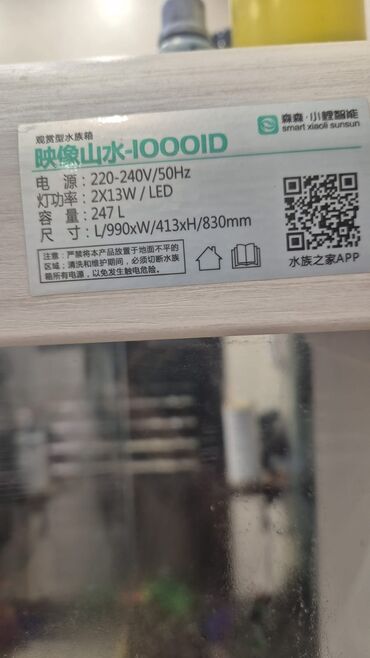 观赏型水族箱
森森·小鲤智能
smart xiaoli sunsun
映像山水-1000ID
电 源：220-240V/50Hz
灯功率：2X13W / LED
容 量：247 L
尺 寸：L/990xW/413xH/830mm
注意：严禁将本产品放置于地面不平的
区域；清洗和维护期间，必须切断水族
箱所有电源，以免发生触电危险。
水族之家APP